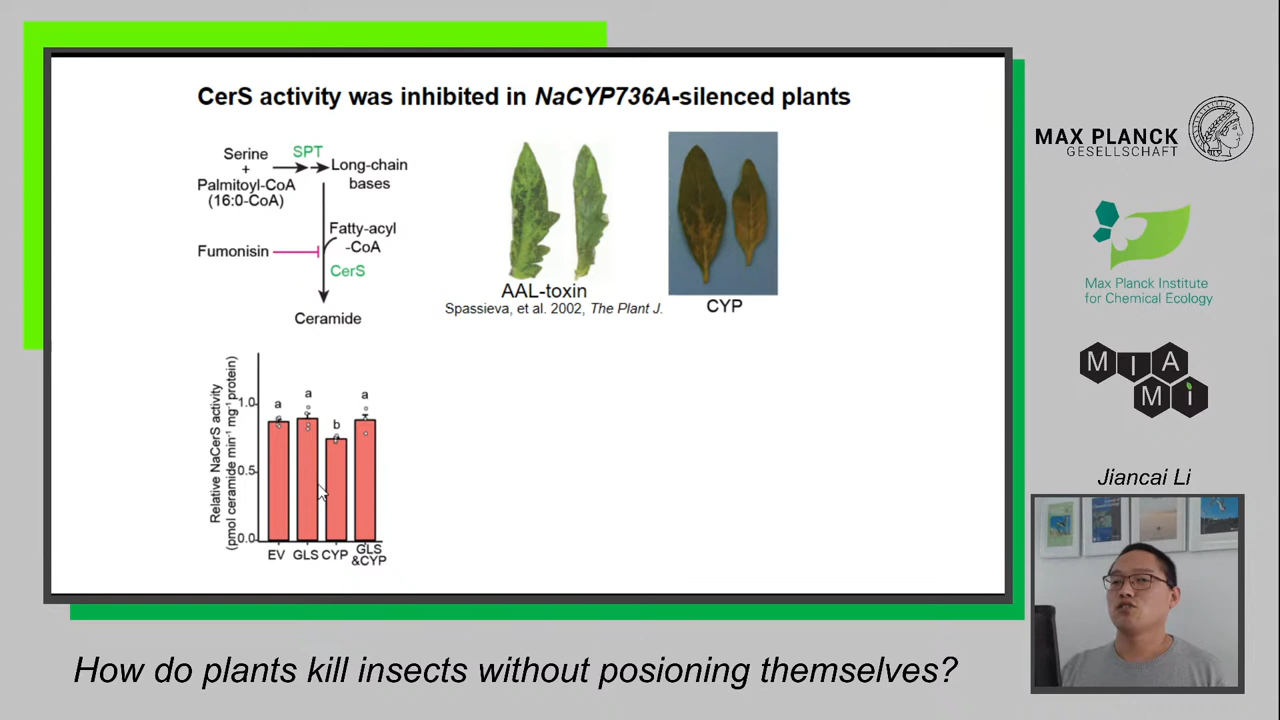 CerS activity was inhibited in NaCYP736A-silenced plants
Serine
+
Palmitoyl-CoA
(16:0-CoA)
SPT
Long-chain
bases
Fatty-acyl
-CoA
Fumonisin
CerS
Ceramide
AAL-toxin
Spassieva, et al. 2002, The Plant J.
CYP
Relative NaCerS activity
(pmol ceramide min-1 mg-1 protein)
1.0
0.5
0.0
a
a
b
a
EV
GLS
CYP
GLS
&CYP
MAX PLANCK
GESELLSCHAFT
Max Planck Institute
for Chemical Ecology
M I A
M i
Jiancai Li
How do plants kill insects without posioning themselves?